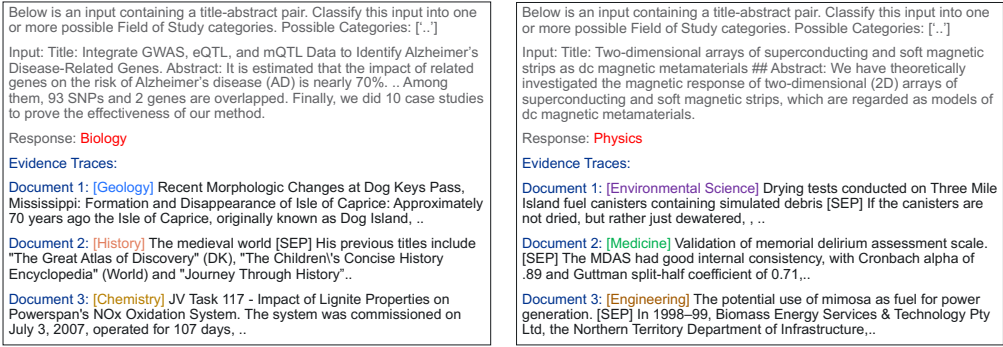 Below is an input containing a title-abstract pair. Classify this input into one
or more possible Field of Study categories. Possible Categories: ['..']
Input: Title: Integrate GWAS, eQTL, and mQTL Data to Identify Alzheimer's
Disease-Related Genes. Abstract: It is estimated that the impact of related
genes on the risk of Alzheimer's disease (AD) is nearly 70%. .. Among
them, 93 SNPs and 2 genes are overlapped. Finally, we did 10 case studies
to prove the effectiveness of our method.
Response: Biology
Evidence Traces:
Document 1: [Geology] Recent Morphologic Changes at Dog Keys Pass,
Mississippi: Formation and Disappearance of Isle of Caprice: Approximately
70 years ago the Isle of Caprice, originally known as Dog Island, ..
Document 2: [History] The medieval world [SEP] His previous titles include
"The Great Atlas of Discovery" (DK), "The Children\'s Concise History
Encyclopedia" (World) and "Journey Through History"..
Document 3: [Chemistry] JV Task 117 - Impact of Lignite Properties on
Powerspan's NOx Oxidation System. The system was commissioned on
July 3, 2007, operated for 107 days, ..
Below is an input containing a title-abstract pair. Classify this input into one
or more possible Field of Study categories. Possible Categories: ['..']
Input: Title: Two-dimensional arrays of superconducting and soft magnetic
strips as dc magnetic metamaterials ## Abstract: We have theoretically
investigated the magnetic response of two-dimensional (2D) arrays of
superconducting and soft magnetic strips, which are regarded as models of
dc magnetic metamaterials.
Response: Physics
Evidence Traces:
Document 1: [Environmental Science] Drying tests conducted on Three Mile
Island fuel canisters containing simulated debris [SEP] If the canisters are
not dried, but rather just dewatered, , ..
Document 2: [Medicine] Validation of memorial delirium assessment scale.
[SEP] The MDAS had good internal consistency, with Cronbach alpha of
.89 and Guttman split-half coefficient of 0.71,..
Document 3: [Engineering] The potential use of mimosa as fuel for power
generation. [SEP] In 1998–99, Biomass Energy Services & Technology Pty
Ltd, the Northern Territory Department of Infrastructure,..